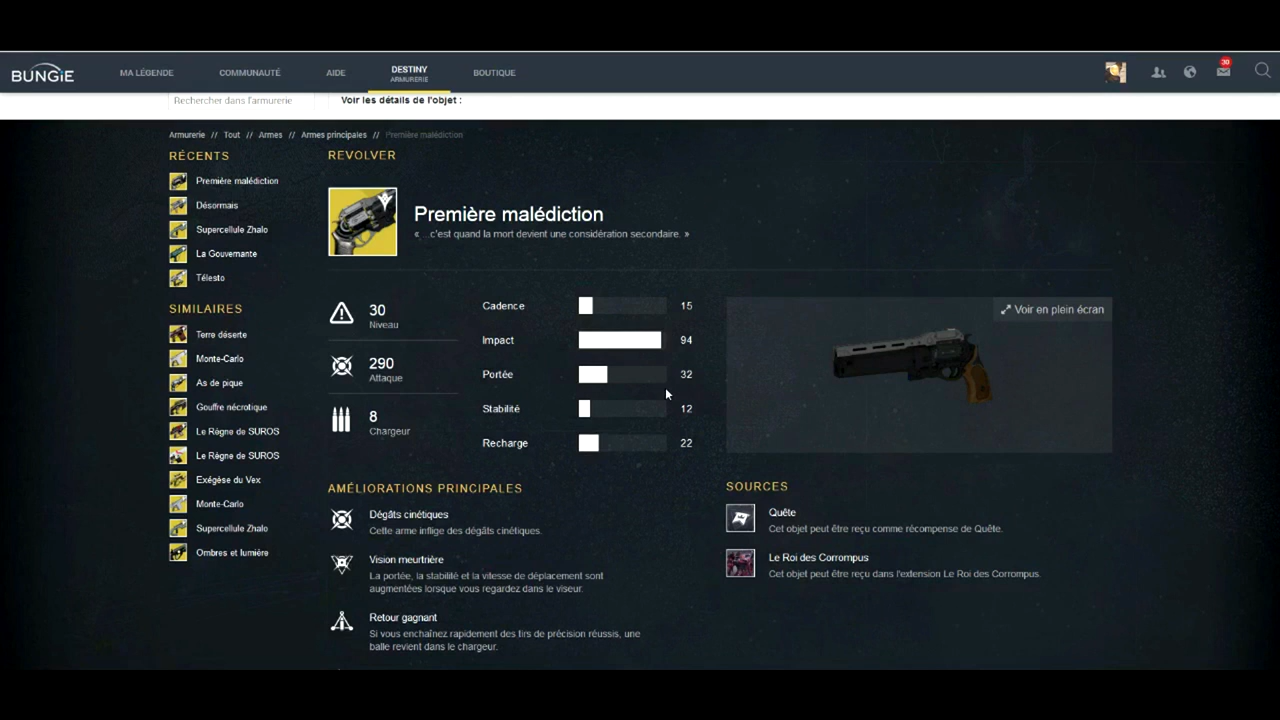 BUNGiE
MA LÉGENDE
COMMUNAUTÉ
AIDE
DESTINY
ARMURERIE
BOUTIQUE
30
Rechercher dans l'armurerie
Voir les détails de l'objet :
Armurerie // Tout // Armes // Armes principales // Première malédiction
RÉCENTS
Première malédiction
Désormais
Supercellule Zhalo
La Gouvernante
Télesto
SIMILAIRES
Terre déserte
Monte-Carlo
As de pique
Gouffre nécrotique
Le Règne de SUROS
Le Règne de SUROS
Exégèse du Vex
Monte-Carlo
Supercellule Zhalo
Ombres et lumière
REVOLVER
Première malédiction
« ...c'est quand la mort devient une considération secondaire. »
30
Niveau
290
Attaque
8
Chargeur
Cadence 15
Impact 94
Portée 32
Stabilité 12
Recharge 22
Voir en plein écran
AMÉLIORATIONS PRINCIPALES
Dégâts cinétiques
Cette arme inflige des dégâts cinétiques.
Vision meurtrière
La portée, la stabilité et la vitesse de déplacement sont
augmentées lorsque vous regardez dans le viseur.
Retour gagnant
Si vous enchaînez rapidement des tirs de précision réussis, une
balle revient dans le chargeur.
SOURCES
Quête
Cet objet peut être reçu comme récompense de Quête.
Le Roi des Corrompus
Cet objet peut être reçu dans l'extension Le Roi des Corrompus.